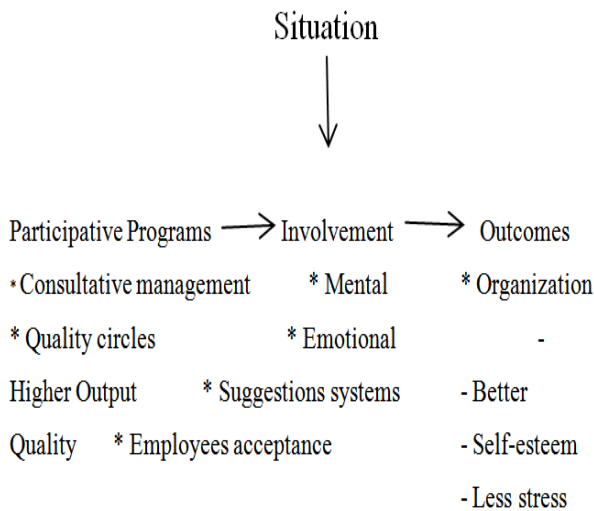 Situation
Participative Programs Involvement Outcomes
* Consultative management * Mental * Organization
* Quality circles * Emotional -
Higher Output * Suggestions systems - Better
Quality * Employees acceptance - Self-esteem
- Less stress